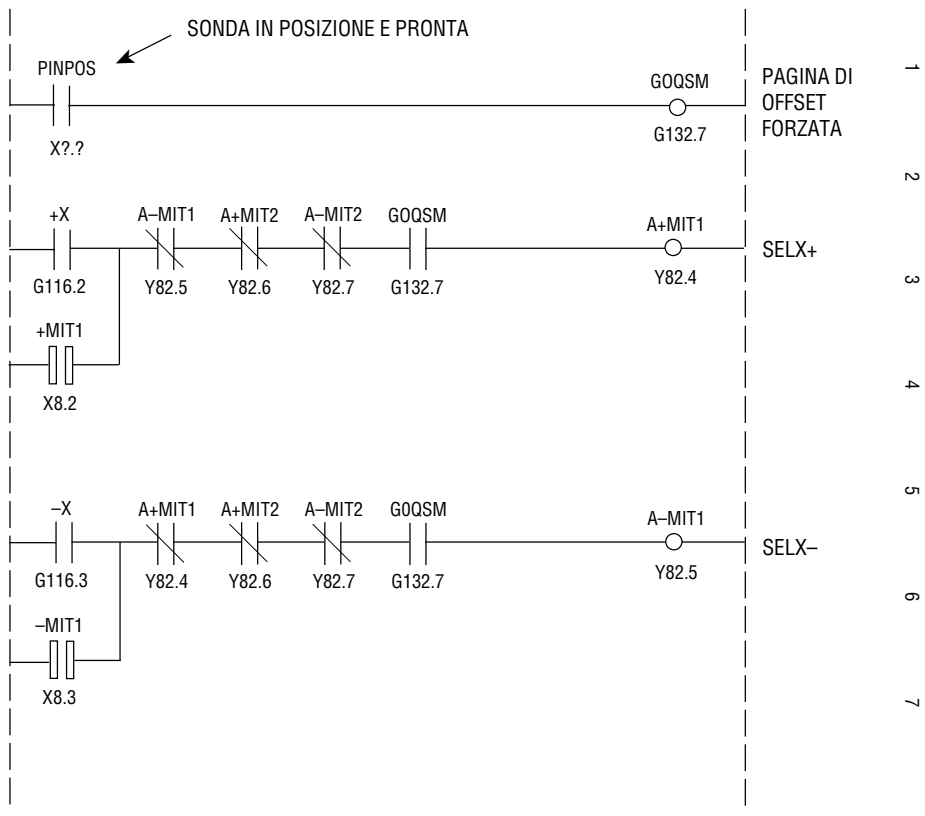 SONDA IN POSIZIONE E PRONTA
PINPOS
X?.?
GOQSM
G132.7
PAGINA DI
OFFSET
FORZATA
1
2
+X
A–MIT1
A+MIT2
A–MIT2
GOQSM
A+MIT1
G116.2
Y82.5
Y82.6
Y82.7
G132.7
Y82.4
SELX+
3
+MIT1
X8.2
4
5
–X
A+MIT1
A+MIT2
A–MIT2
G0QSM
A–MIT1
G116.3
Y82.4
Y82.6
Y82.7
G132.7
Y82.5
SELX–
6
–MIT1
X8.3
7